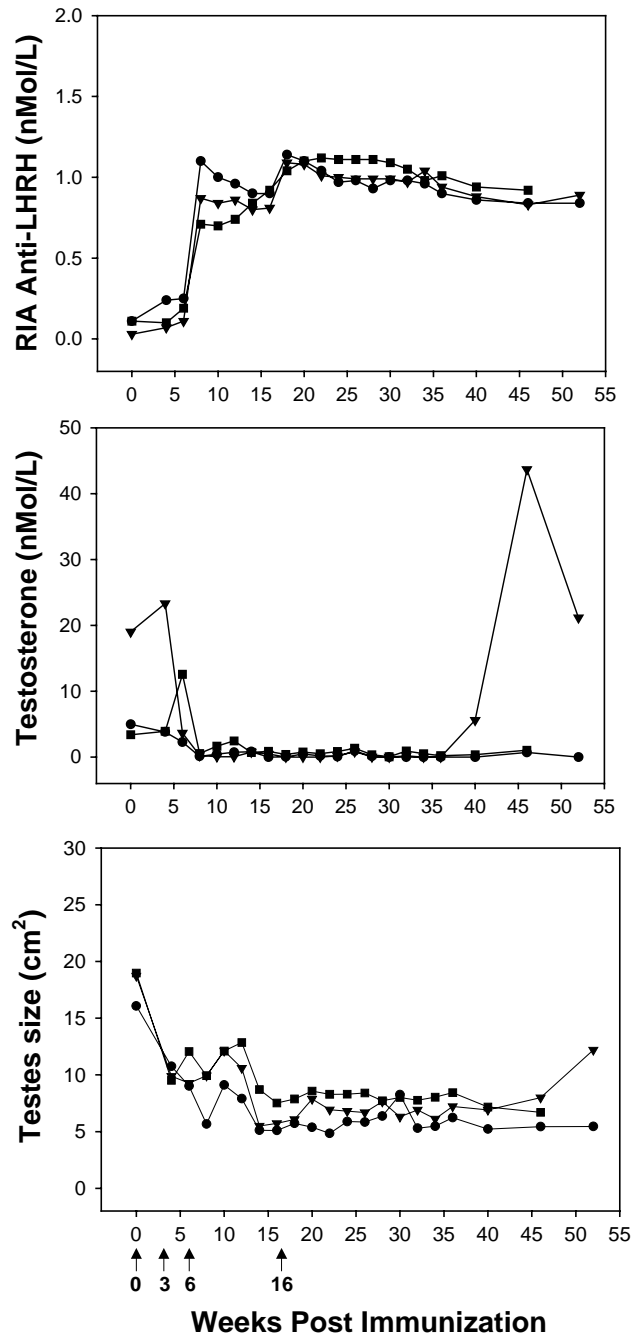 RIA Anti-LHRH (nMol/L)
2.0
1.5
1.0
0.5
0.0
0 5 10 15 20 25 30 35 40 45 50 55
Testosterone (nMol/L)
50
40
30
20
10
0
0 5 10 15 20 25 30 35 40 45 50 55
Testes size (cm²)
30
25
20
15
10
5
0
0 5 10 15 20 25 30 35 40 45 50 55
0 3 6 16
Weeks Post Immunization